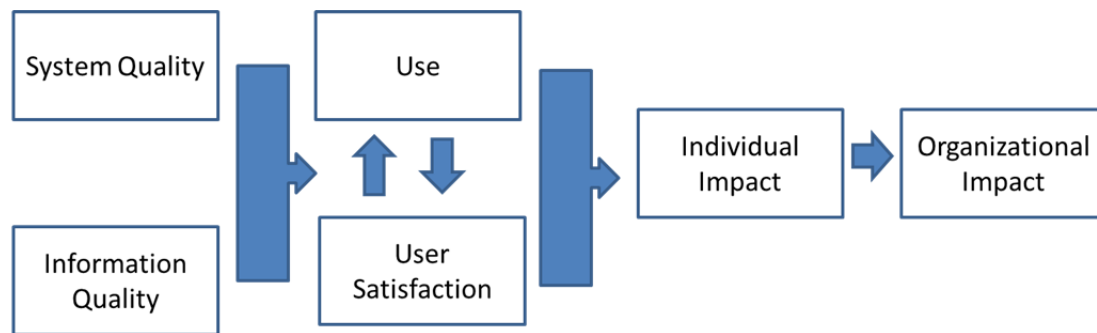 System Quality
Use
Individual
Impact
Organizational
Impact
Information
Quality
User
Satisfaction